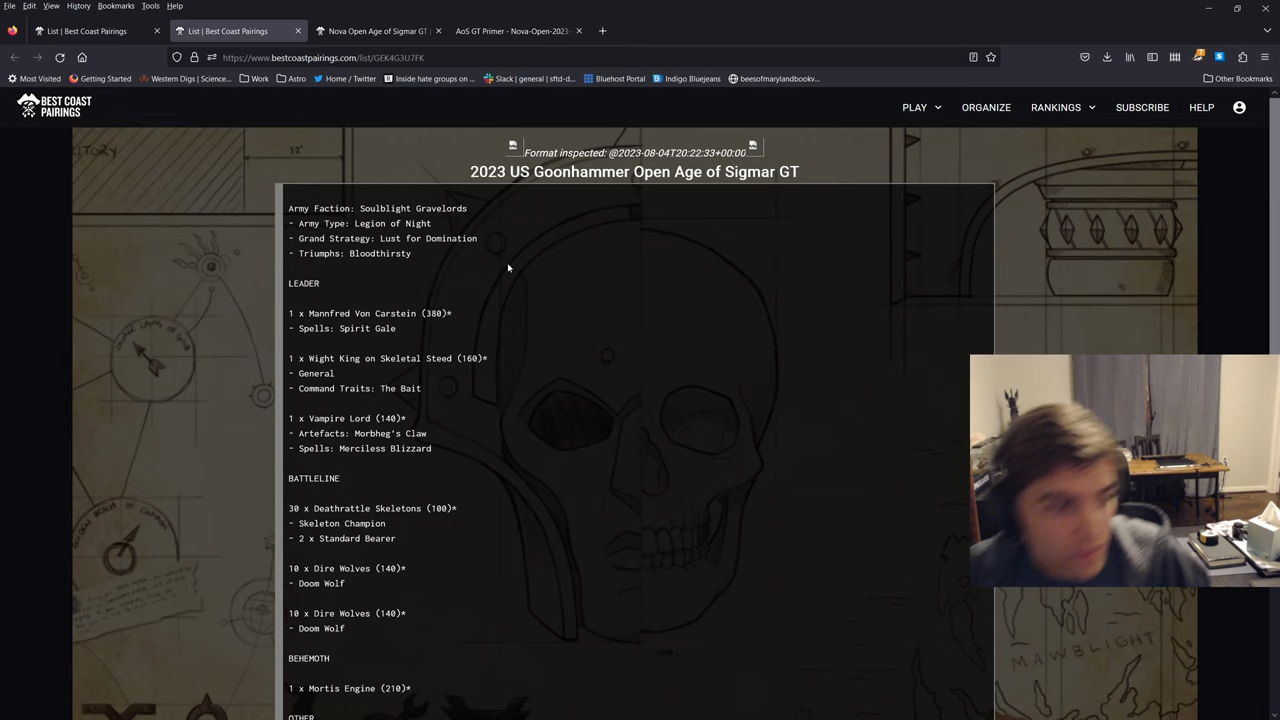 File Edit View History Bookmarks Tools Help
List | Best Coast Pairings List | Best Coast Pairings Nova Open Age of Sigmar GT AoS GT Primer - Nova-Open-2023-
https://www.bestcoastpairings.com/list/GEK4G3U7FK
Most Visited Getting Started Western Digs | Science... Work Astro Home / Twitter Inside hate groups on ... Slack | general | sftd-d... Bluehost Portal Indigo Bluejeans beesofmarylandbookv... Other Bookmarks
BEST COAST
PAIRINGS
PLAY ORGANIZE RANKINGS SUBSCRIBE HELP
Format inspected: @2023-08-04T20:22:33+00:00
2023 US Goonhammer Open Age of Sigmar GT
Army Faction: Soulblight Gravelords
- Army Type: Legion of Night
- Grand Strategy: Lust for Domination
- Triumphs: Bloodthirsty
LEADER
1 x Mannfred Von Carstein (380)*
- Spells: Spirit Gale
1 x Wight King on Skeletal Steed (160)*
- General
- Command Traits: The Bait
1 x Vampire Lord (140)*
- Artefacts: Morbheg's Claw
- Spells: Merciless Blizzard
BATTLELINE
30 x Deathrattle Skeletons (100)*
- Skeleton Champion
- 2 x Standard Bearer
10 x Dire Wolves (140)*
- Doom Wolf
10 x Dire Wolves (140)*
- Doom Wolf
BEHEMOTH
1 x Mortis Engine (210)*
OTHER
12"
MAWBLIGHT